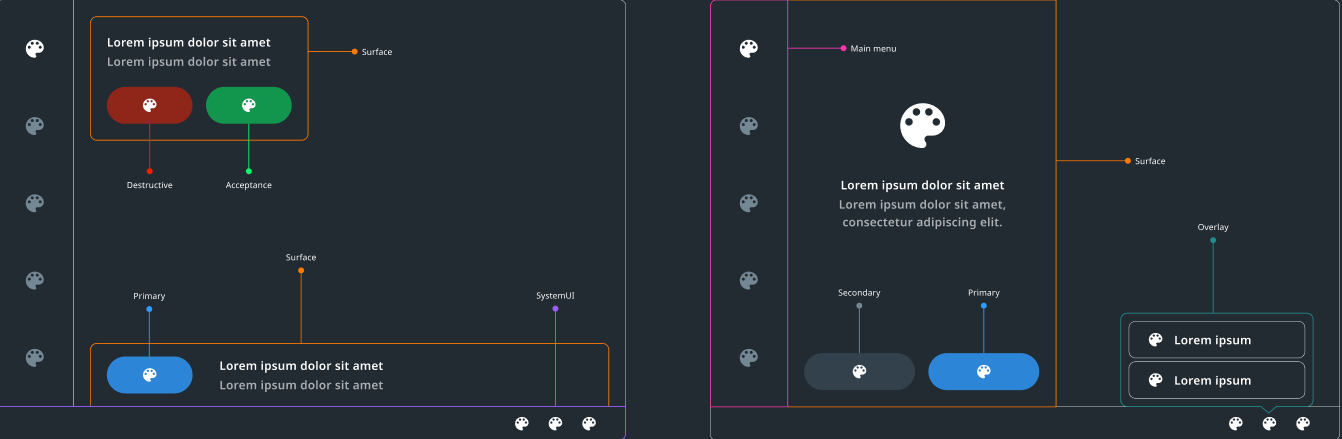 Lorem ipsum dolor sit amet
Lorem ipsum dolor sit amet
Surface
Destructive
Acceptance
Surface
Primary
SystemUI
Lorem ipsum dolor sit amet
Lorem ipsum dolor sit amet
Main menu
Surface
Lorem ipsum dolor sit amet
Lorem ipsum dolor sit amet,
consectetur adipiscing elit.
Overlay
Secondary
Primary
Lorem ipsum
Lorem ipsum